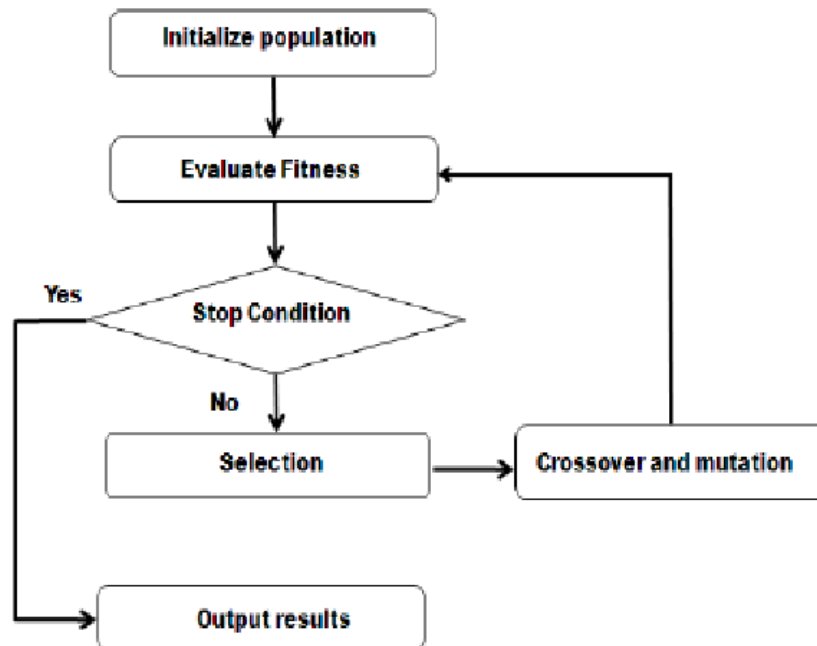 Initialize population
Evaluate Fitness
Yes
Stop Condition
No
Selection
Crossover and mutation
Output results